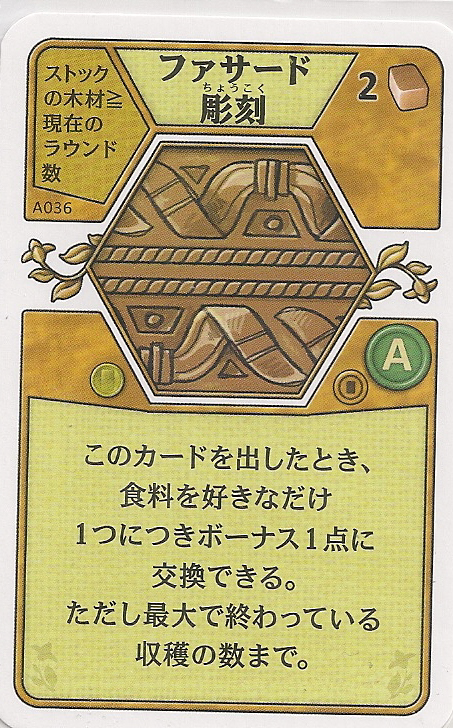 ストック
の木材≧
現在の
ラウンド
数
A036
ファサード
ちょうこく
彫刻
2
A
このカードを出したとき、
食料を好きなだけ
1つにつきボーナス1点に
交換できる。
ただし最大で終わっている
収穫の数まで。